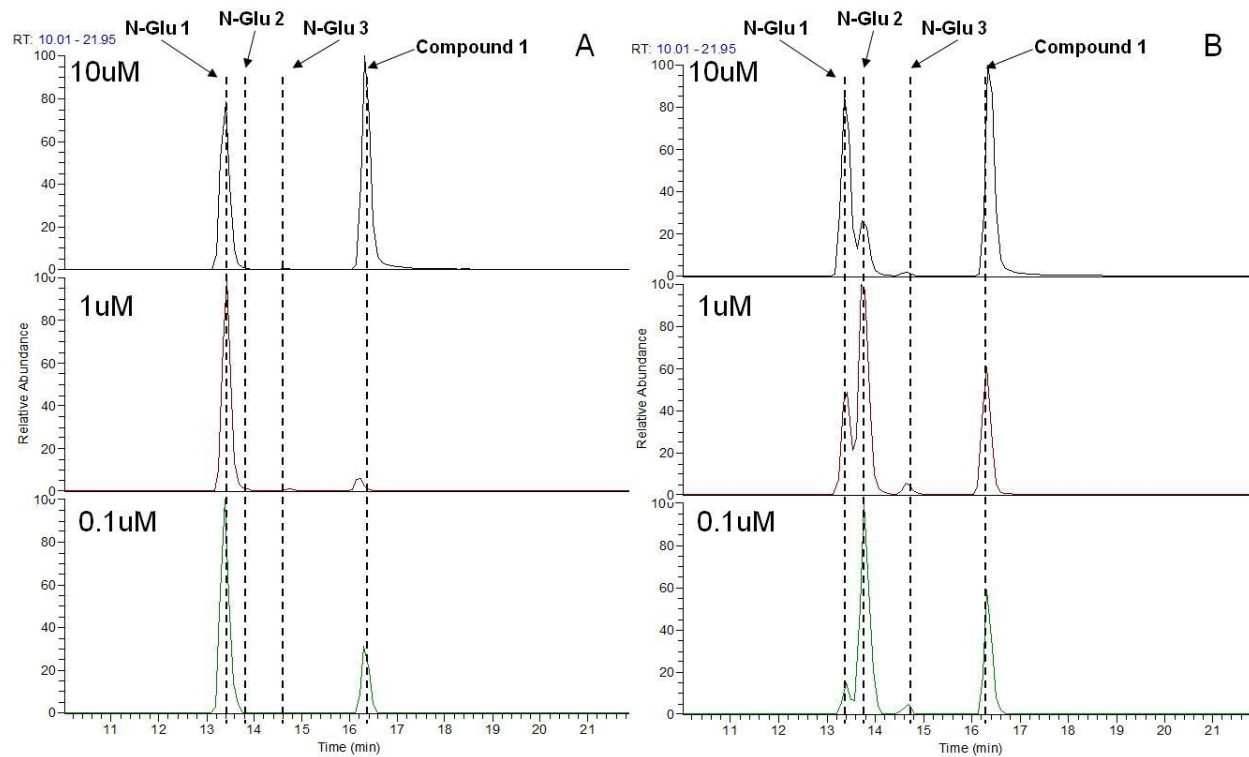 N-Glu 1
N-Glu 2
N-Glu 3
Compound 1
A
RT: 10.01 - 21.95
10uM
100
80
60
40
20
0
1uM
100
80
60
40
20
0
0.1uM
100
80
60
40
20
0
Relative Abundance
11 12 13 14 15 16 17 18 19 20 21
Time (min)
N-Glu 1
N-Glu 2
N-Glu 3
Compound 1
B
RT: 10.01 - 21.95
10uM
100
80
60
40
20
0
1uM
100
80
60
40
20
0
0.1uM
100
80
60
40
20
0
Relative Abundance
11 12 13 14 15 16 17 18 19 20 21
Time (min)